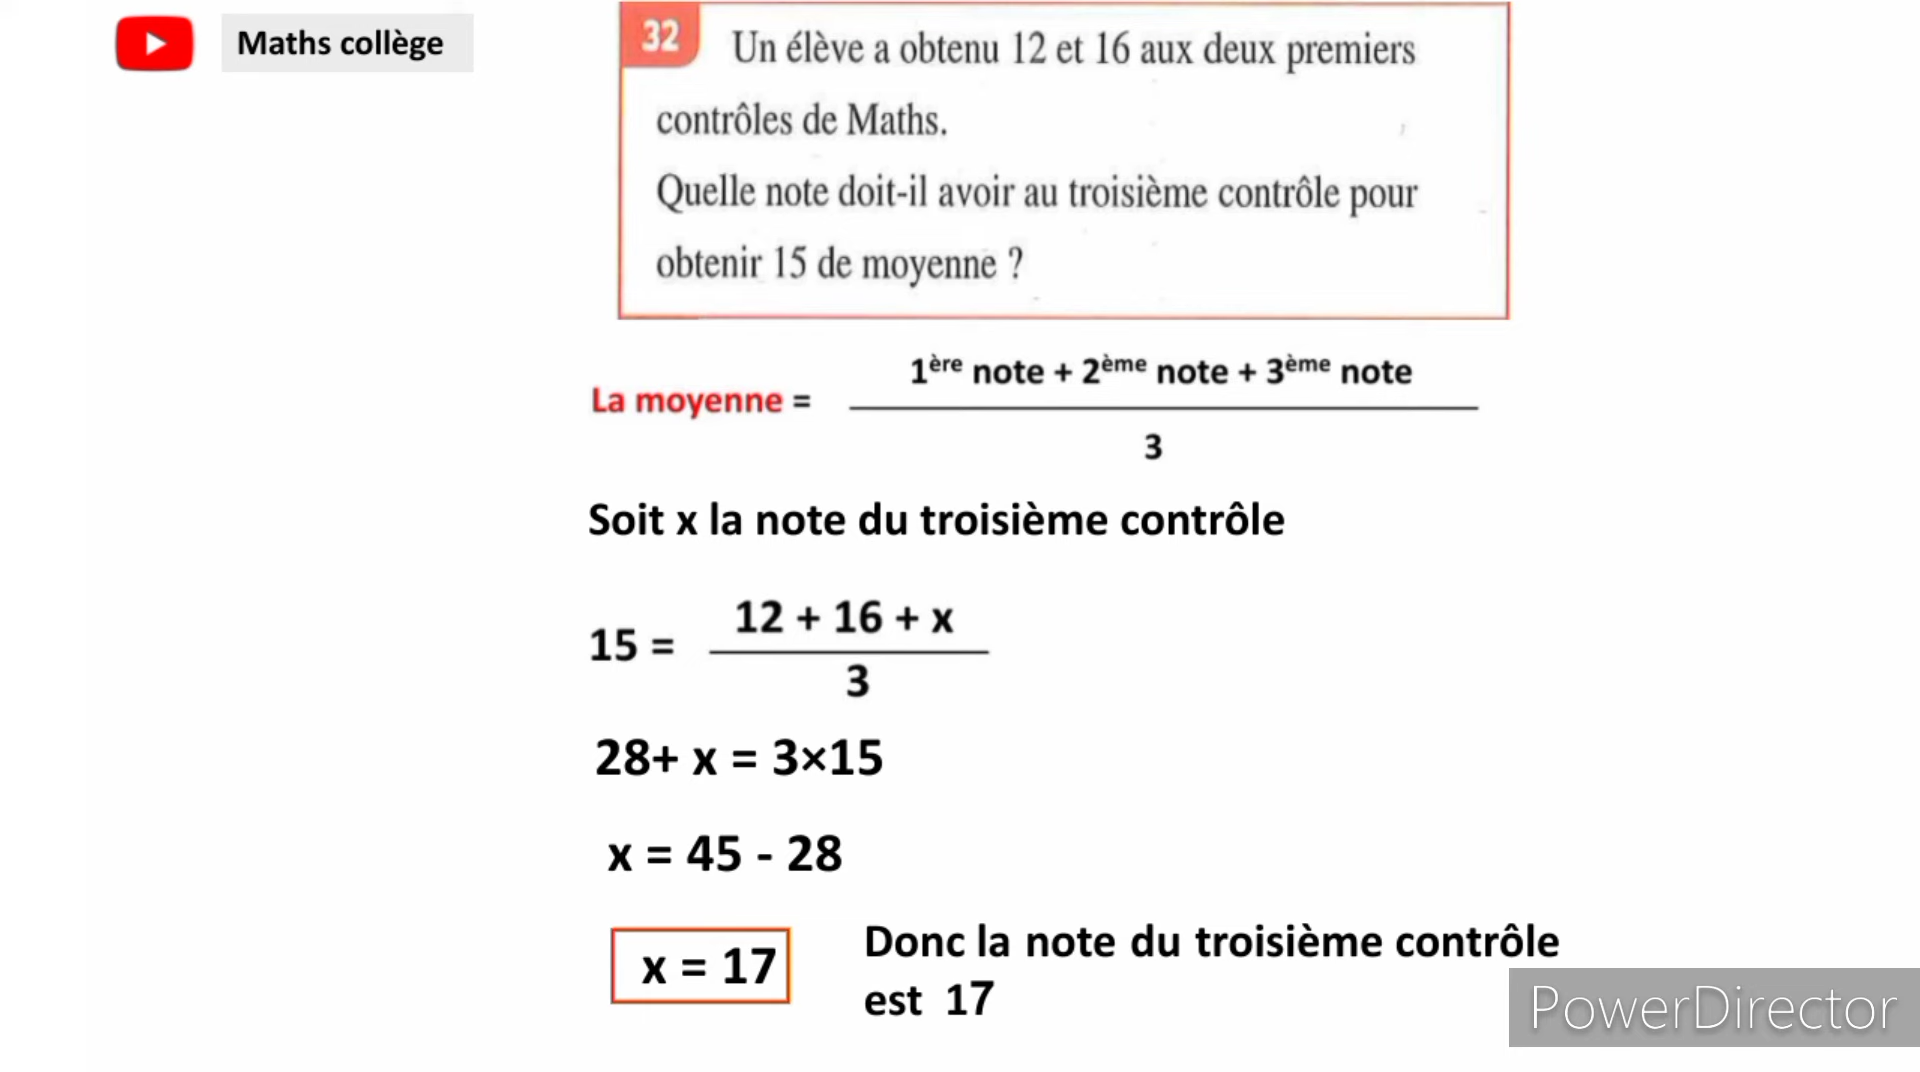 Maths collège
32 Un élève a obtenu 12 et 16 aux deux premiers
contrôles de Maths.
Quelle note doit-il avoir au troisième contrôle pour
obtenir 15 de moyenne ?
La moyenne = 1ère note + 2ème note + 3ème note
3
Soit x la note du troisième contrôle
15 = 12 + 16 + x
3
28+ x = 3×15
x = 45 - 28
x = 17
Donc la note du troisième contrôle
est 17
PowerDirector